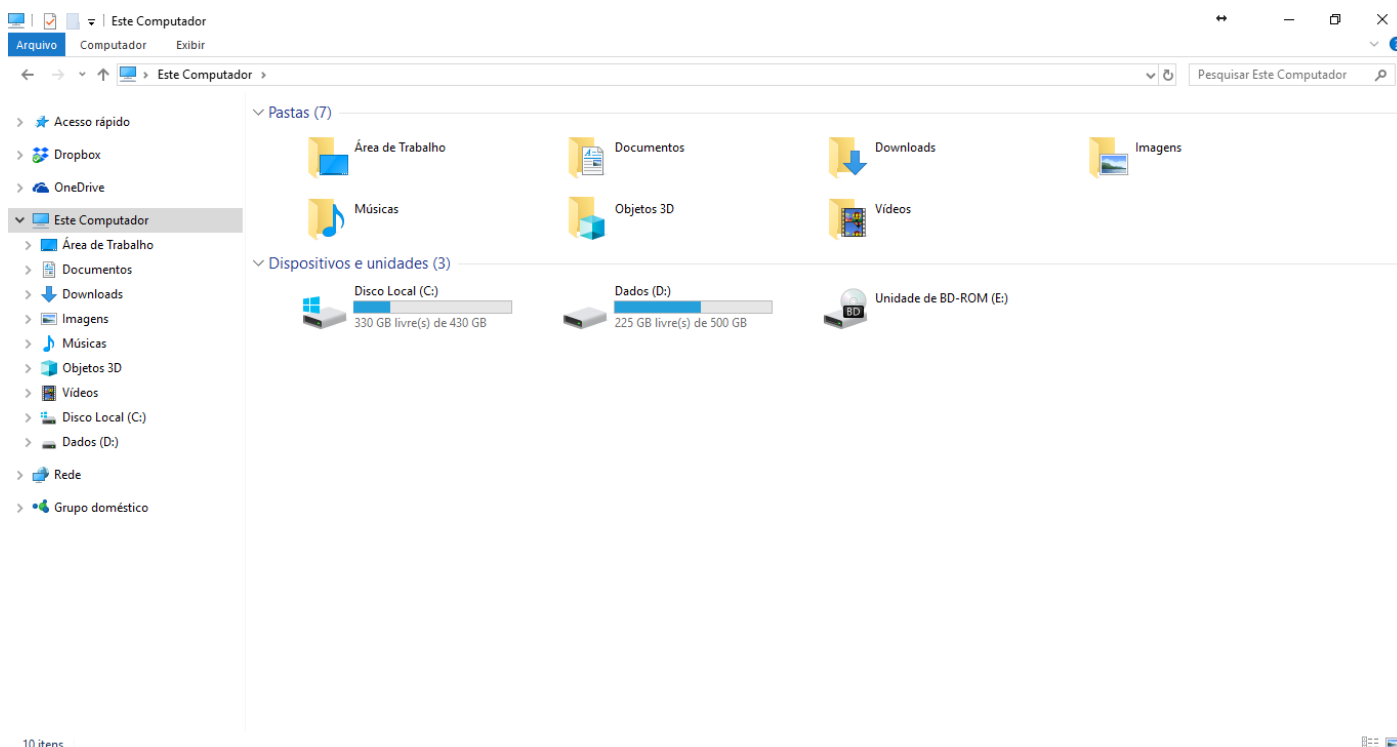 Este Computador
Arquivo Computador Exibir
Este Computador
Pesquisar Este Computador
Acesso rápido
Dropbox
OneDrive
Este Computador
Área de Trabalho
Documentos
Downloads
Imagens
Músicas
Objetos 3D
Vídeos
Disco Local (C:)
Dados (D:)
Rede
Grupo doméstico
Pastas (7)
Área de Trabalho
Documentos
Downloads
Imagens
Músicas
Objetos 3D
Vídeos
Dispositivos e unidades (3)
Disco Local (C:)
330 GB livre(s) de 430 GB
Dados (D:)
225 GB livre(s) de 500 GB
BD
Unidade de BD-ROM (E:)
10 itens